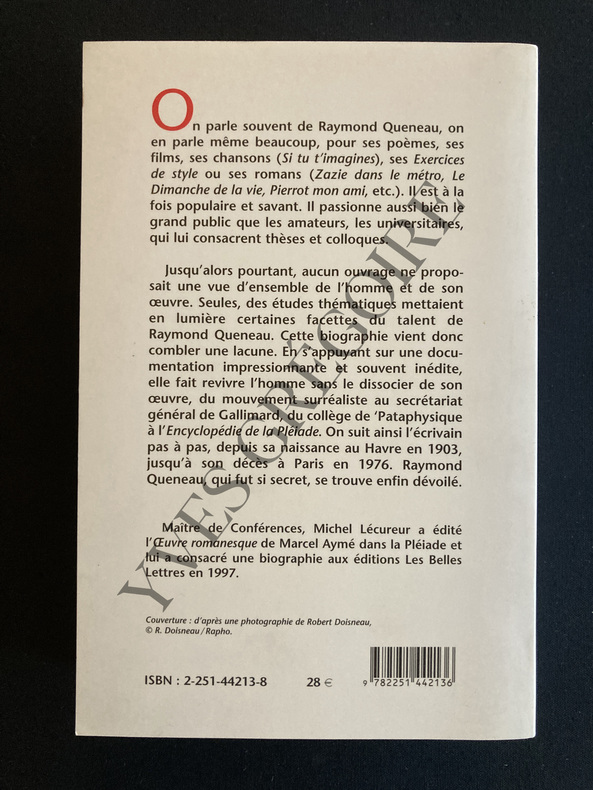 On parle souvent de Raymond Queneau, on
en parle même beaucoup, pour ses poèmes, ses
films, ses chansons (Si tu t'imagines), ses Exercices
de style ou ses romans (Zazie dans le métro, Le
Dimanche de la vie, Pierrot mon ami, etc.). Il est à la
fois populaire et savant. Il passionne aussi bien le
grand public que les amateurs, les universitaires,
qui lui consacrent thèses et colloques.
Jusqu'alors pourtant, aucun ouvrage ne propo-
sait une vue d'ensemble de l'homme et de son
œuvre. Seules, des études thématiques mettaient
en lumière certaines facettes du talent de
Raymond Queneau. Cette biographie vient donc
combler une lacune. En s'appuyant sur une docu-
mentation impressionnante et souvent inédite,
elle fait revivre l'homme sans le dissocier de son
œuvre, du mouvement surréaliste au secrétariat
général de Gallimard, du collège de 'Pataphysique
à l'Encyclopédie de la Pléiade. On suit ainsi l'écrivain
pas à pas, depuis sa naissance au Havre en 1903,
jusqu'à son décès à Paris en 1976. Raymond
Queneau, qui fut si secret, se trouve enfin dévoilé.
Maître de Conférences, Michel Lécureur a édité
l'Œuvre romanesque de Marcel Aymé dans la Pléiade et
lui a consacré une biographie aux éditions Les Belles
Lettres en 1997.
Couverture : d'après une photographie de Robert Doisneau,
© R. Doisneau / Rapho.
ISBN : 2-251-44213-8
28 €
9 782251 442136
YVES GRÉGOIRE